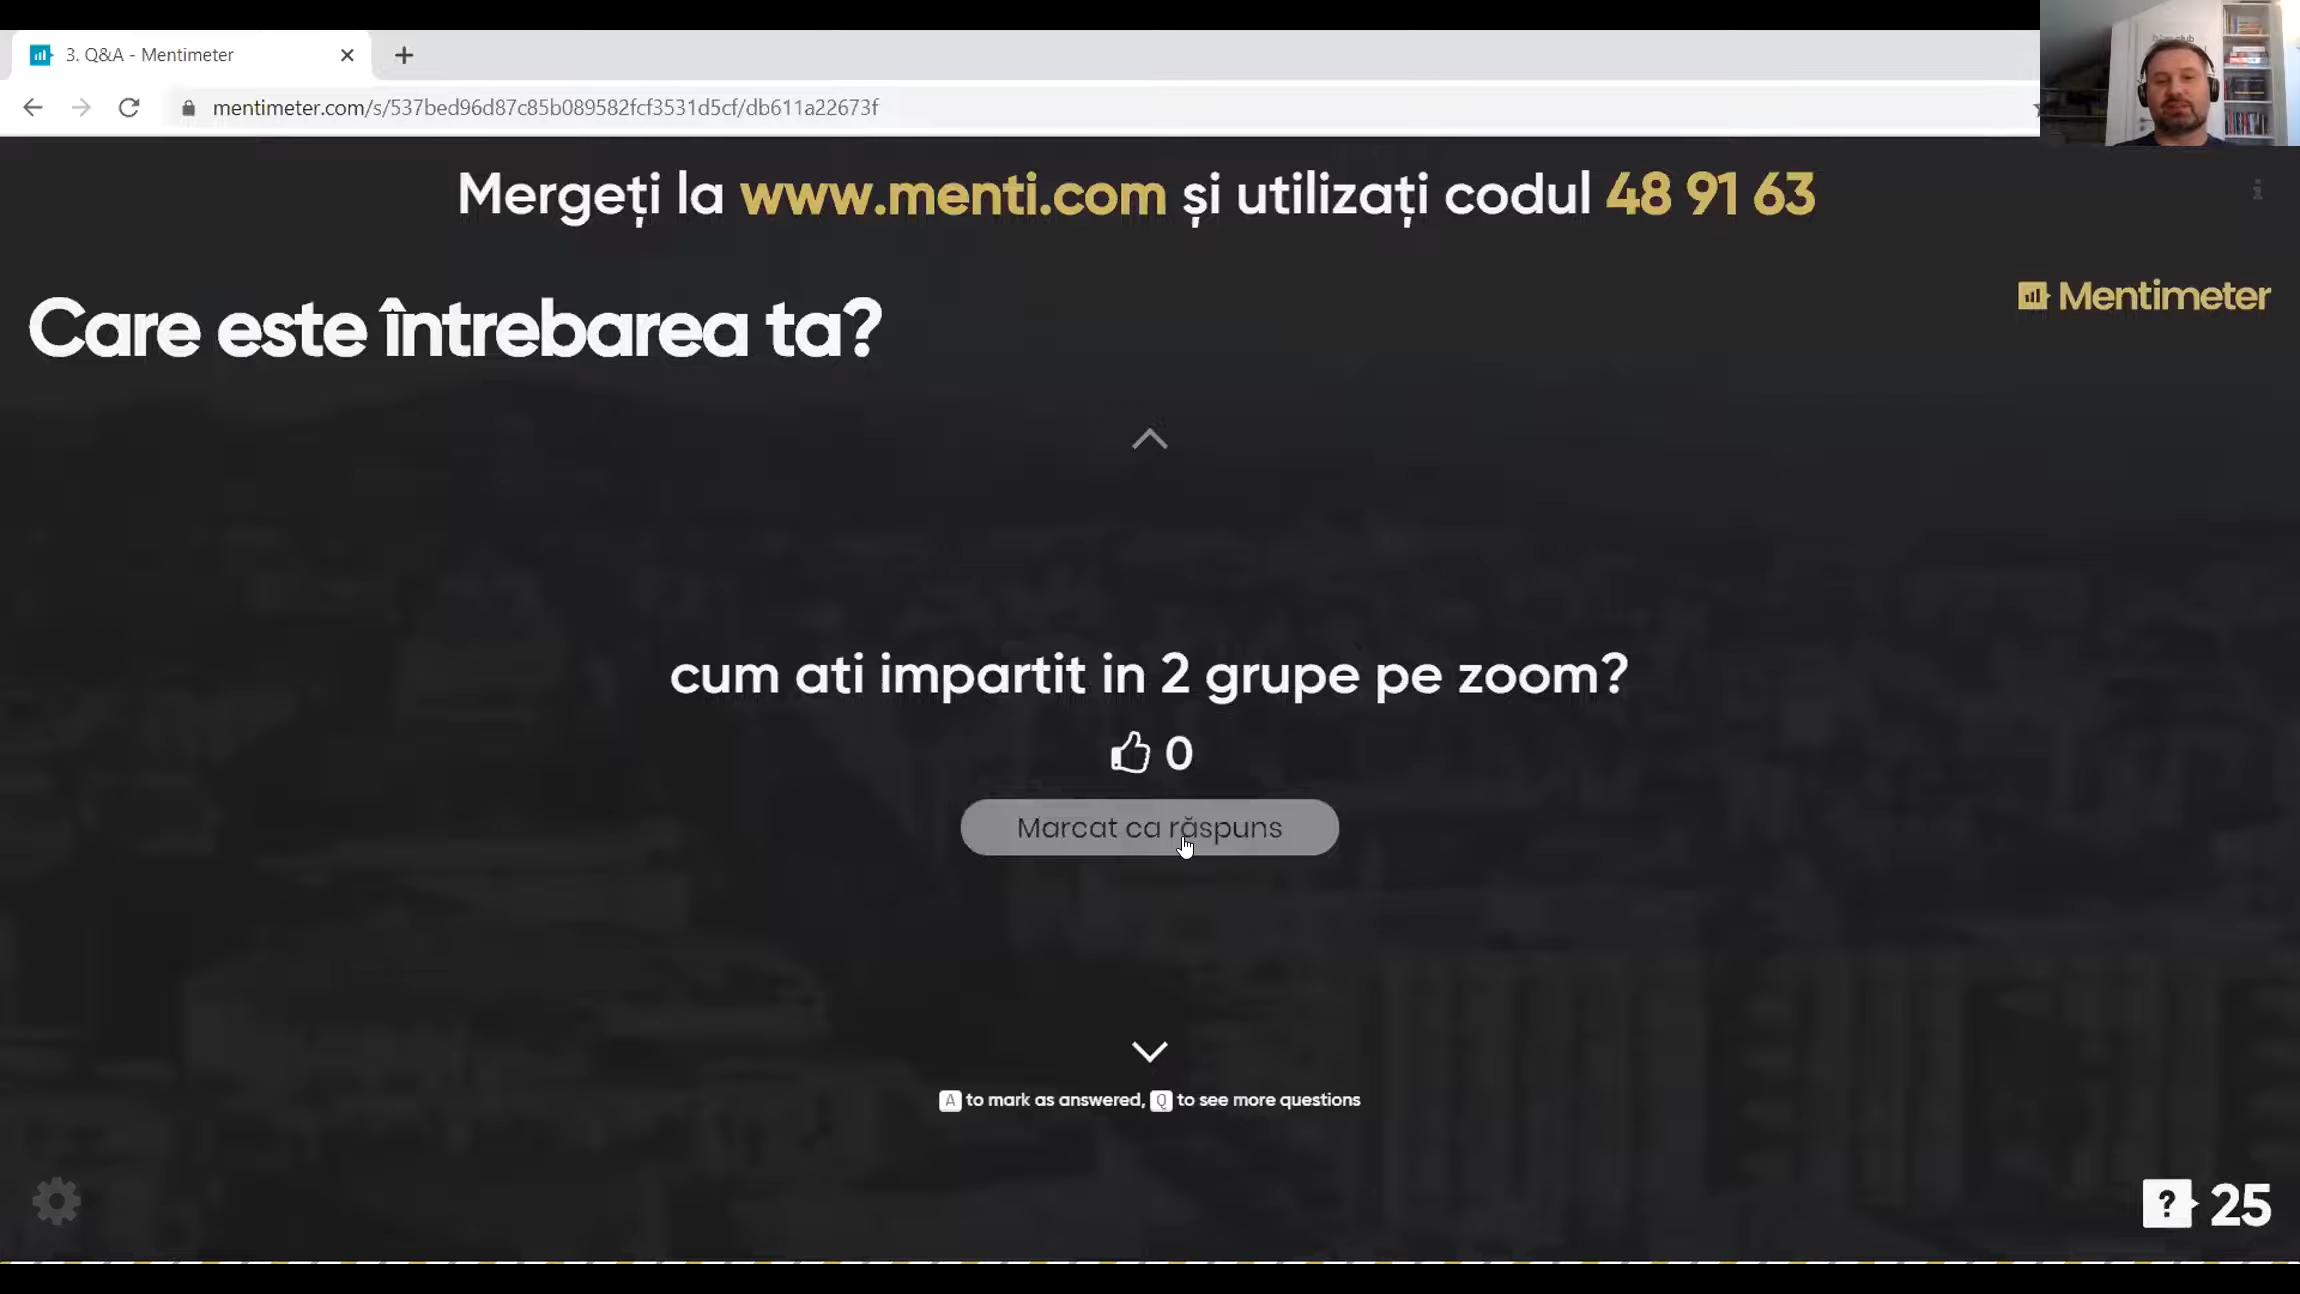 3. Q&A - Mentimeter
mentimeter.com/s/537bed96d87c85b089582fcf3531d5cf/db611a22673f
Mergeți la www.menti.com și utilizați codul 48 91 63
Mentimeter
Care este întrebarea ta?
cum ati impartit in 2 grupe pe zoom?
0
Marcat ca răspuns
A to mark as answered, Q to see more questions
? 25